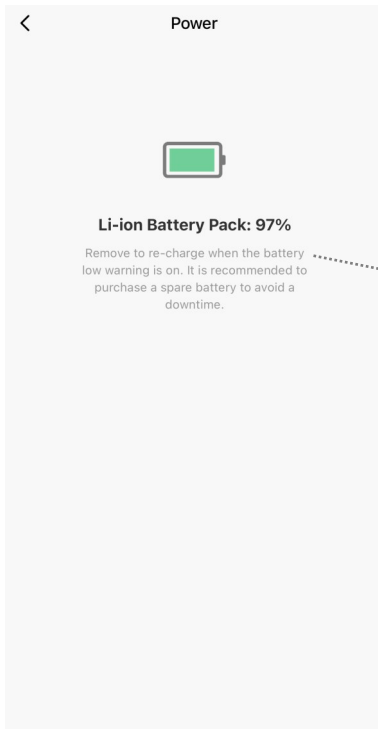 Power
Li-ion Battery Pack: 97%
Remove to re-charge when the battery
low warning is on. It is recommended to
purchase a spare battery to avoid a
downtime.